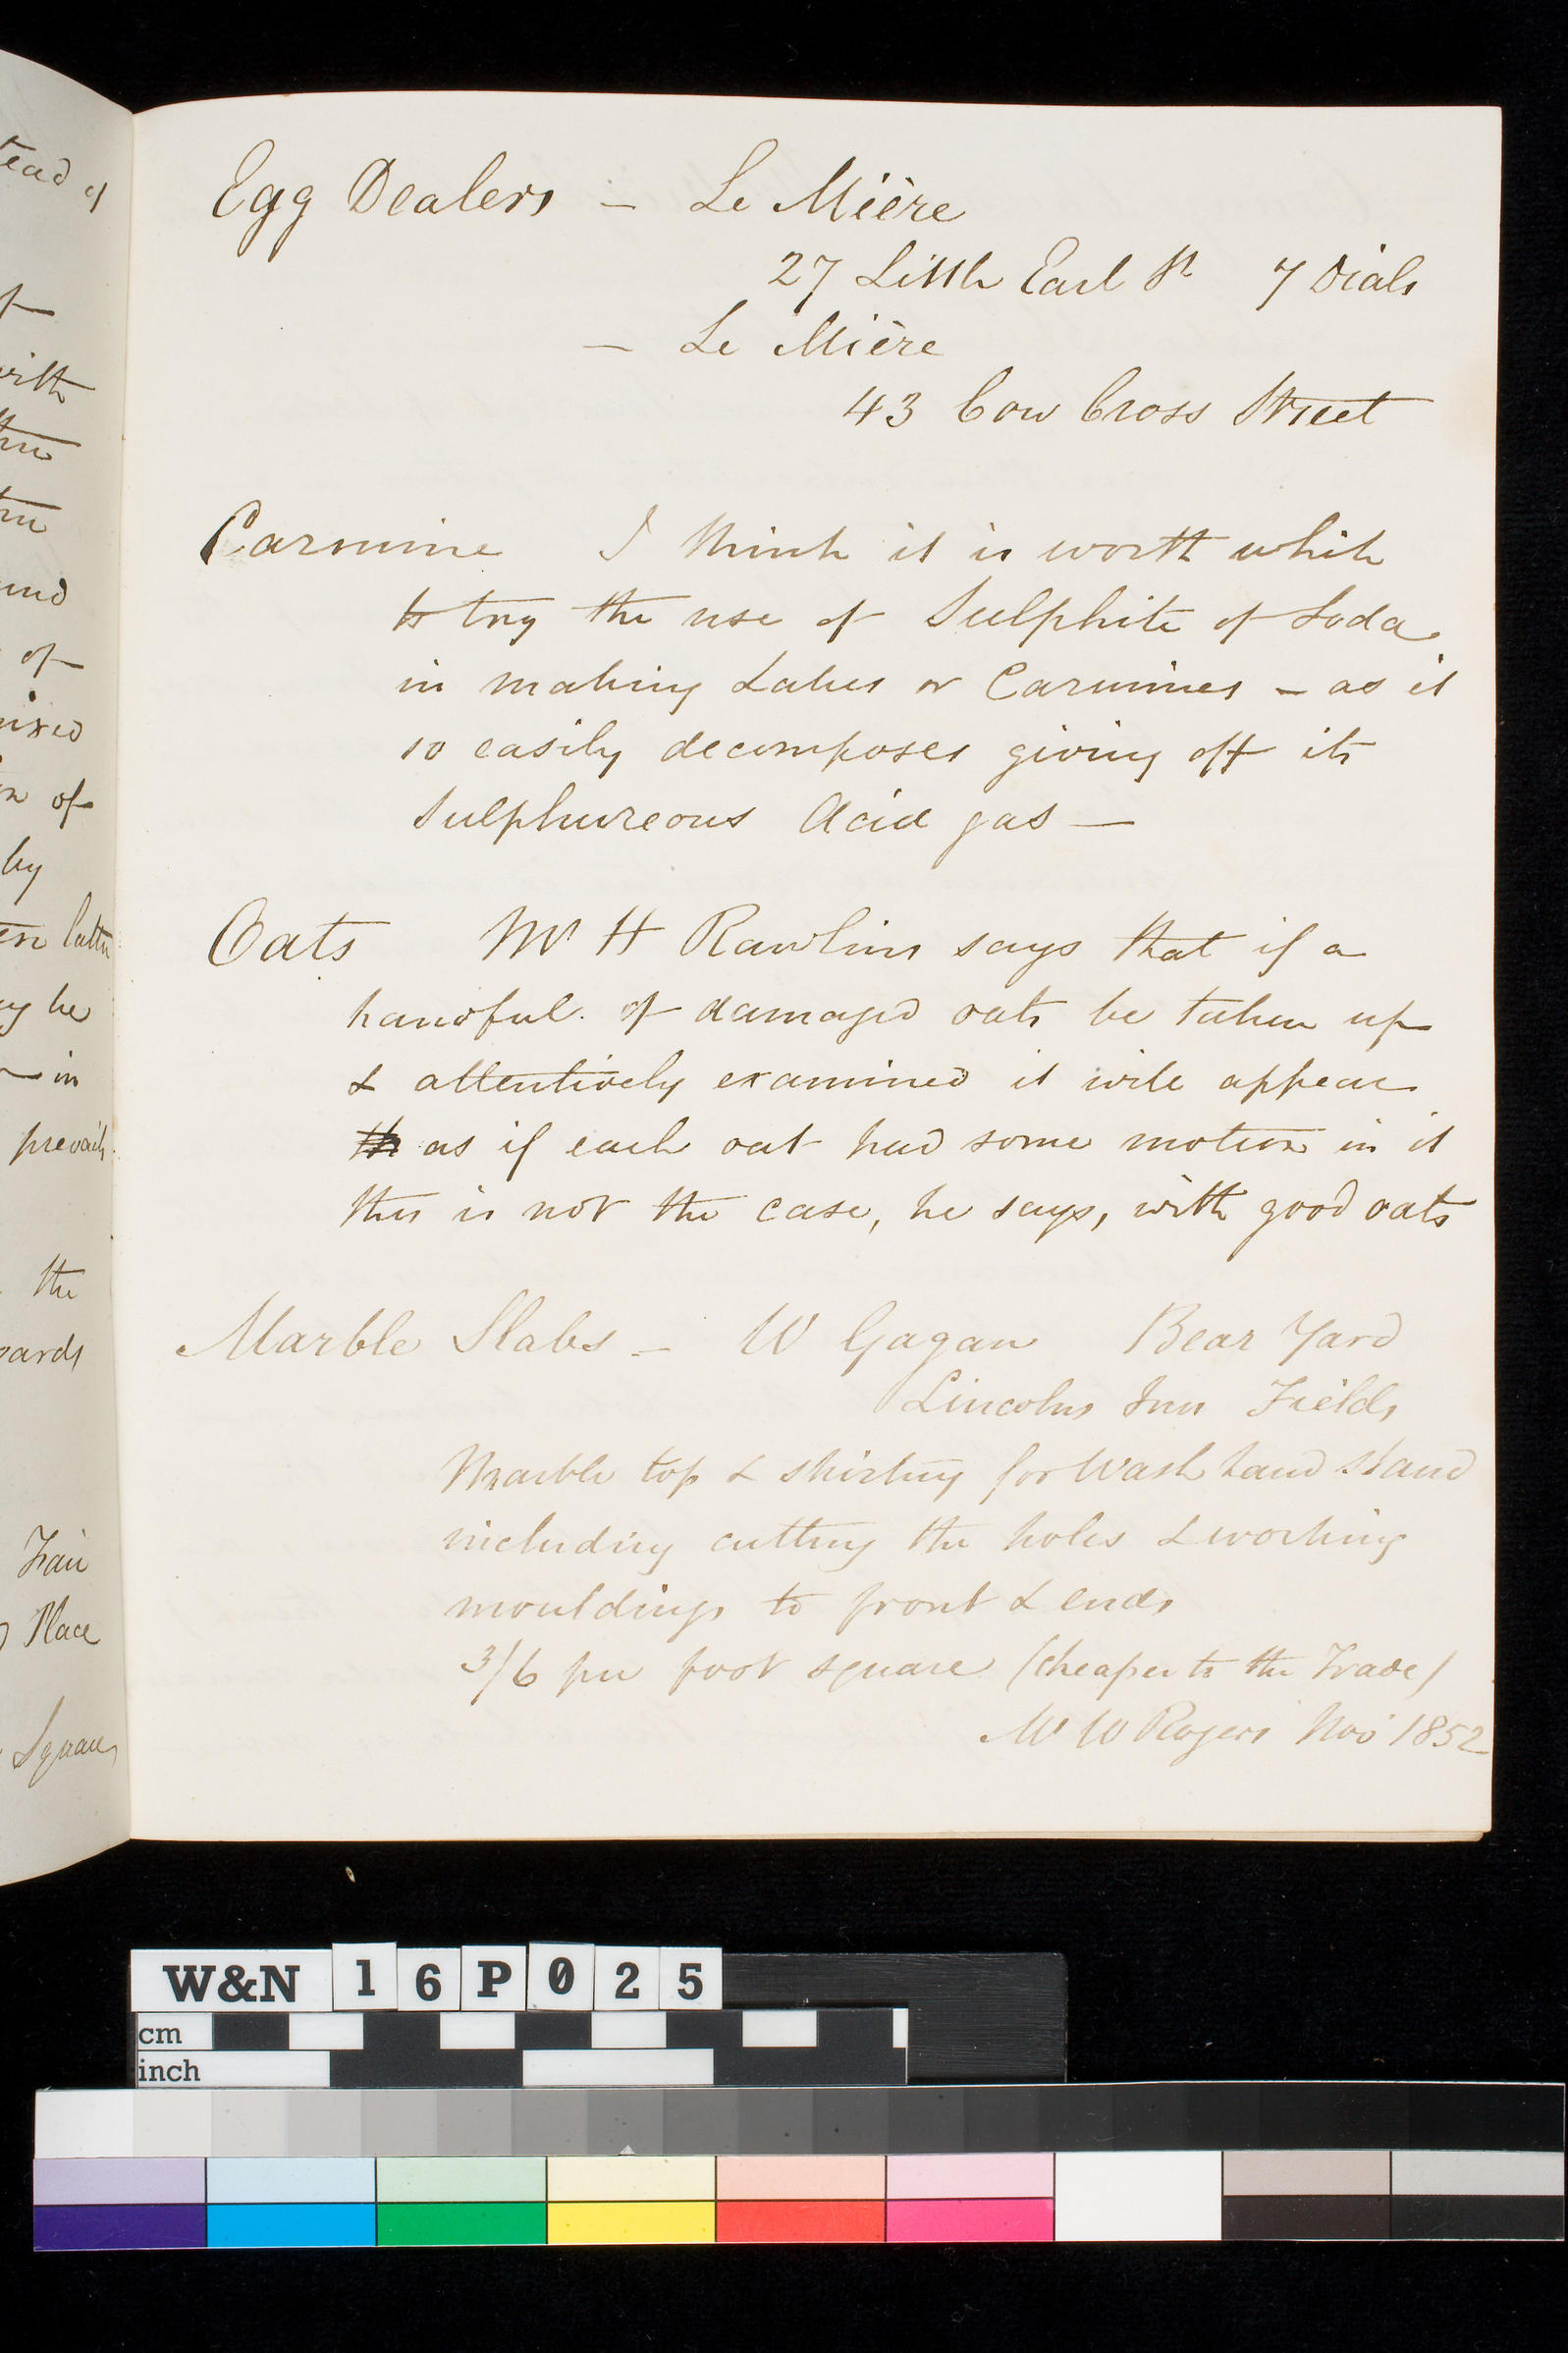 Egg Dealers – Le Mière
27 Little Earl St 7 Dials
– Le Mière
43 Cow Cross Street
Carmine I think it is worth while
to try the use of Sulphite of Soda
in making Lakes or Carmines – as it
so easily decomposes giving off its
Sulphureous Acid gas –
Oats Mr H Rawlins says that if a
handful of damaged oats be taken up
& attentively examined it will appear
th as if each oat had some motion in it
this is not the case, he says, with good oats
Marble Slabs – W Gagan Bear Yard
Lincolns Inn Fields
Marble top & skirting for Wash hand stand
including cutting the holes & working
mouldings to front & ends
3/6 per foot square (cheaper to the Trade)
Mr W Rogers Nov 1852
tead of
with
and
of
mixed
of
by
in
prevails
the
Fair
Place
Square
W&N 16P025
cm
inch